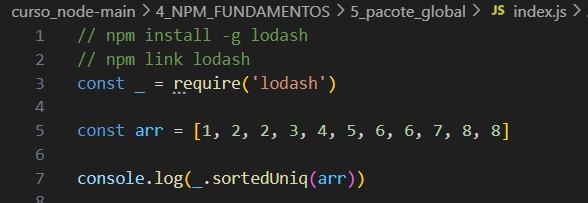 curso_node-main > 4_NPM_FUNDAMENTOS > 5_pacote_global > JS index.js >
1 // npm install -g lodash
2 // npm link lodash
3 const _ = require('lodash')
4
5 const arr = [1, 2, 2, 3, 4, 5, 6, 6, 7, 8, 8]
6
7 console.log(_.sortedUniq(arr))
8